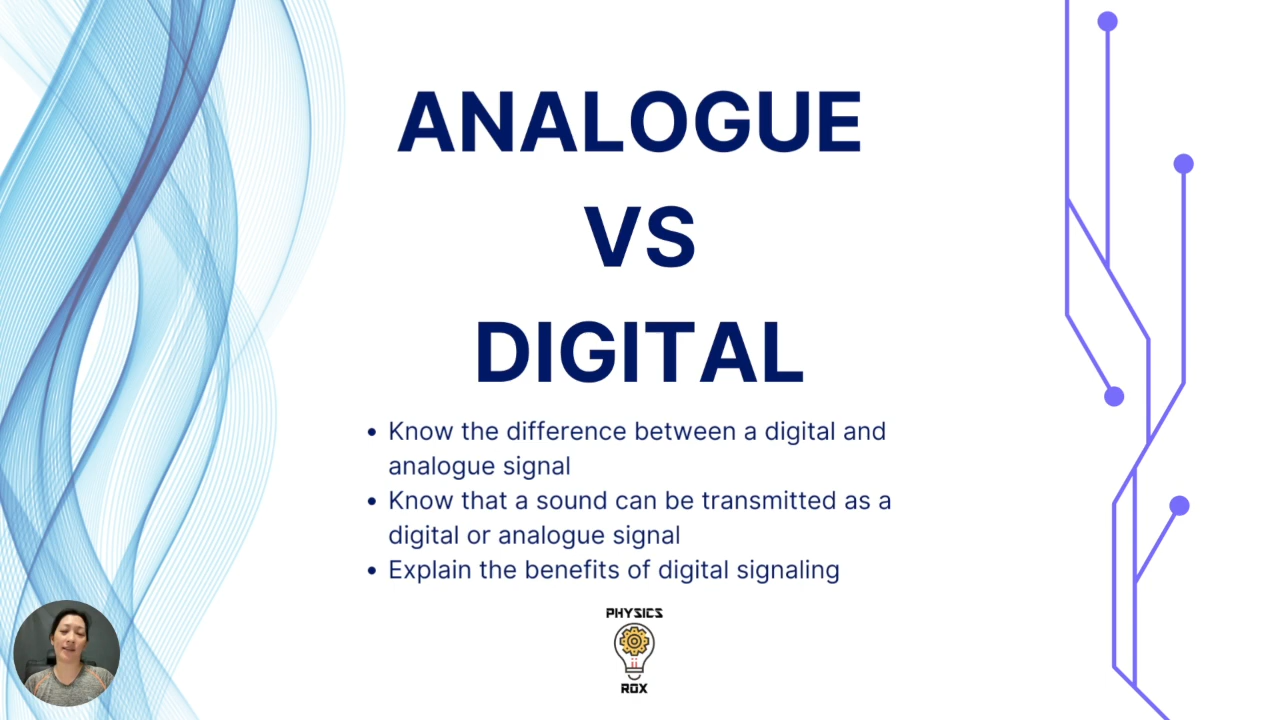 ANALOGUE
VS
DIGITAL
• Know the difference between a digital and
analogue signal
• Know that a sound can be transmitted as a
digital or analogue signal
• Explain the benefits of digital signaling
PHYSICS
ROX